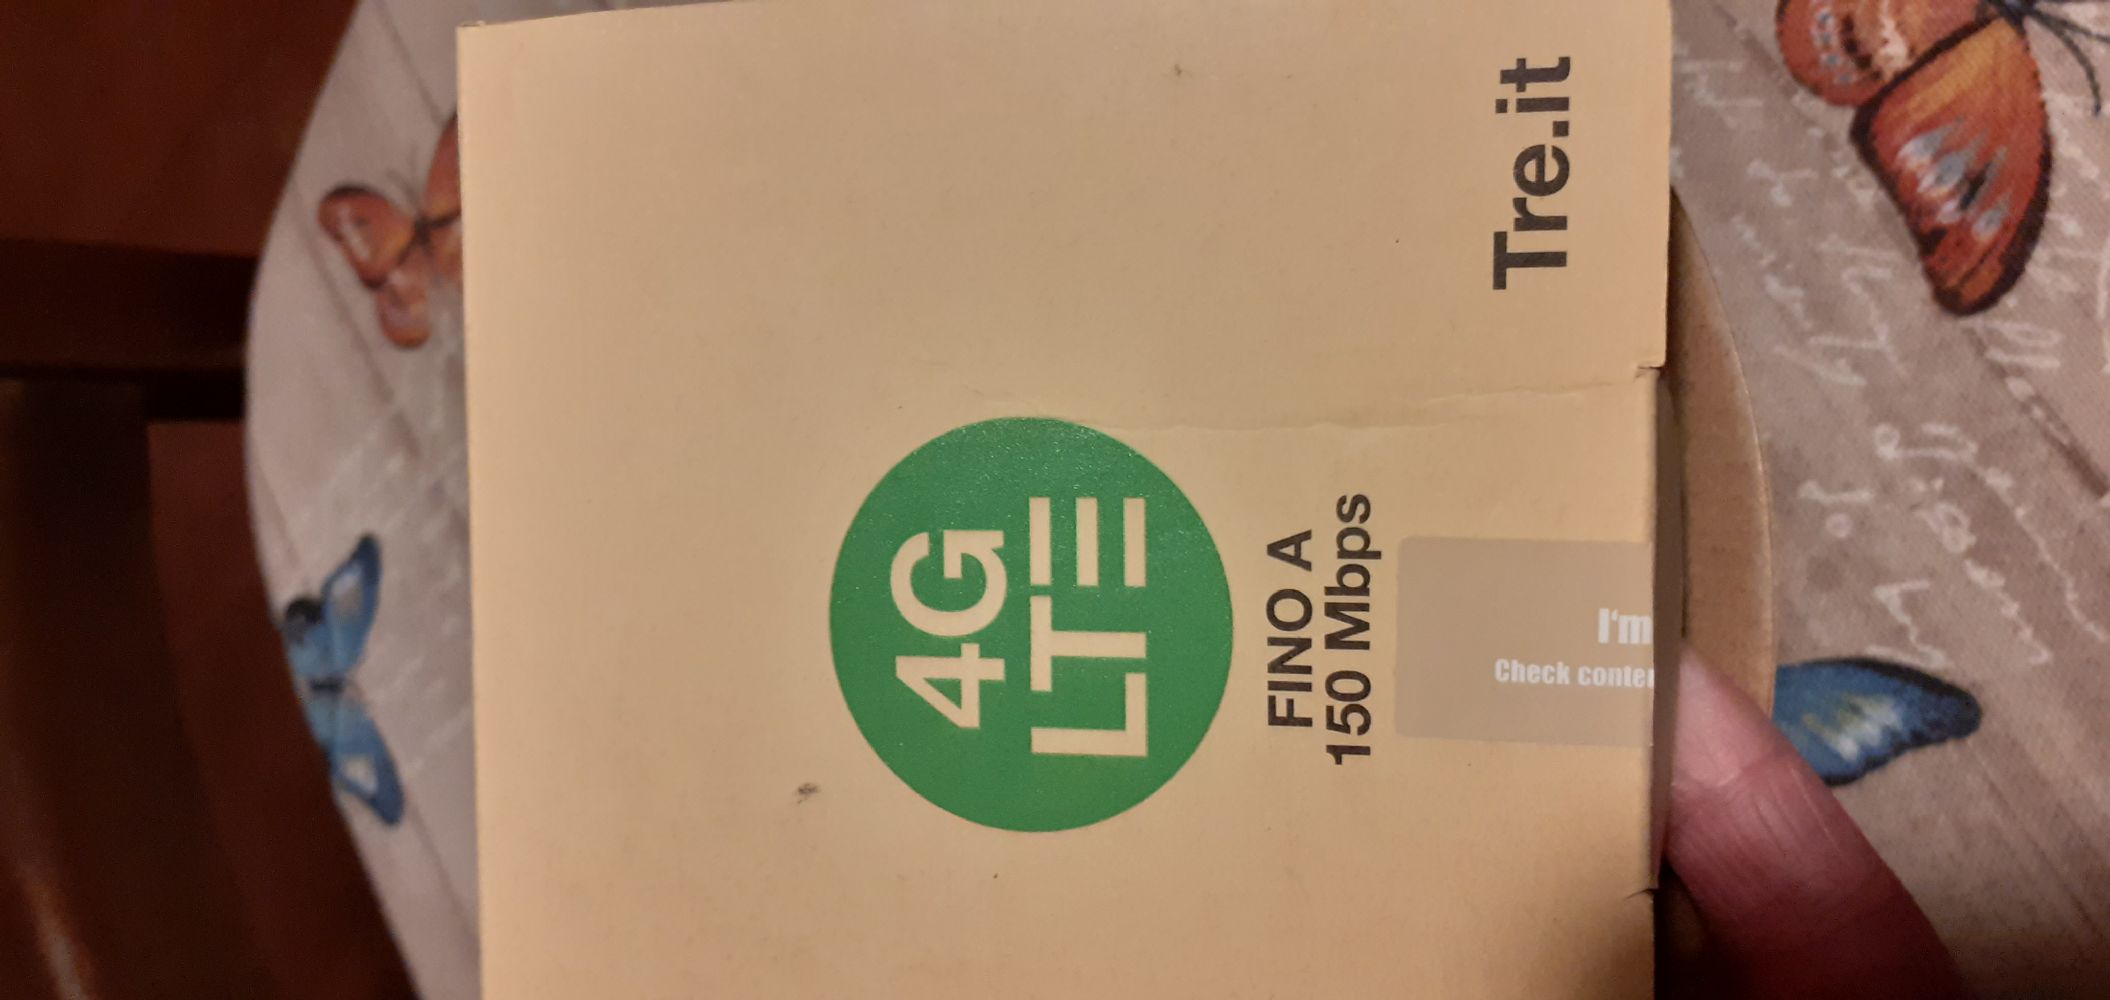 Tre.it
4G
LTE
FINO A
150 Mbps
I'm
Check